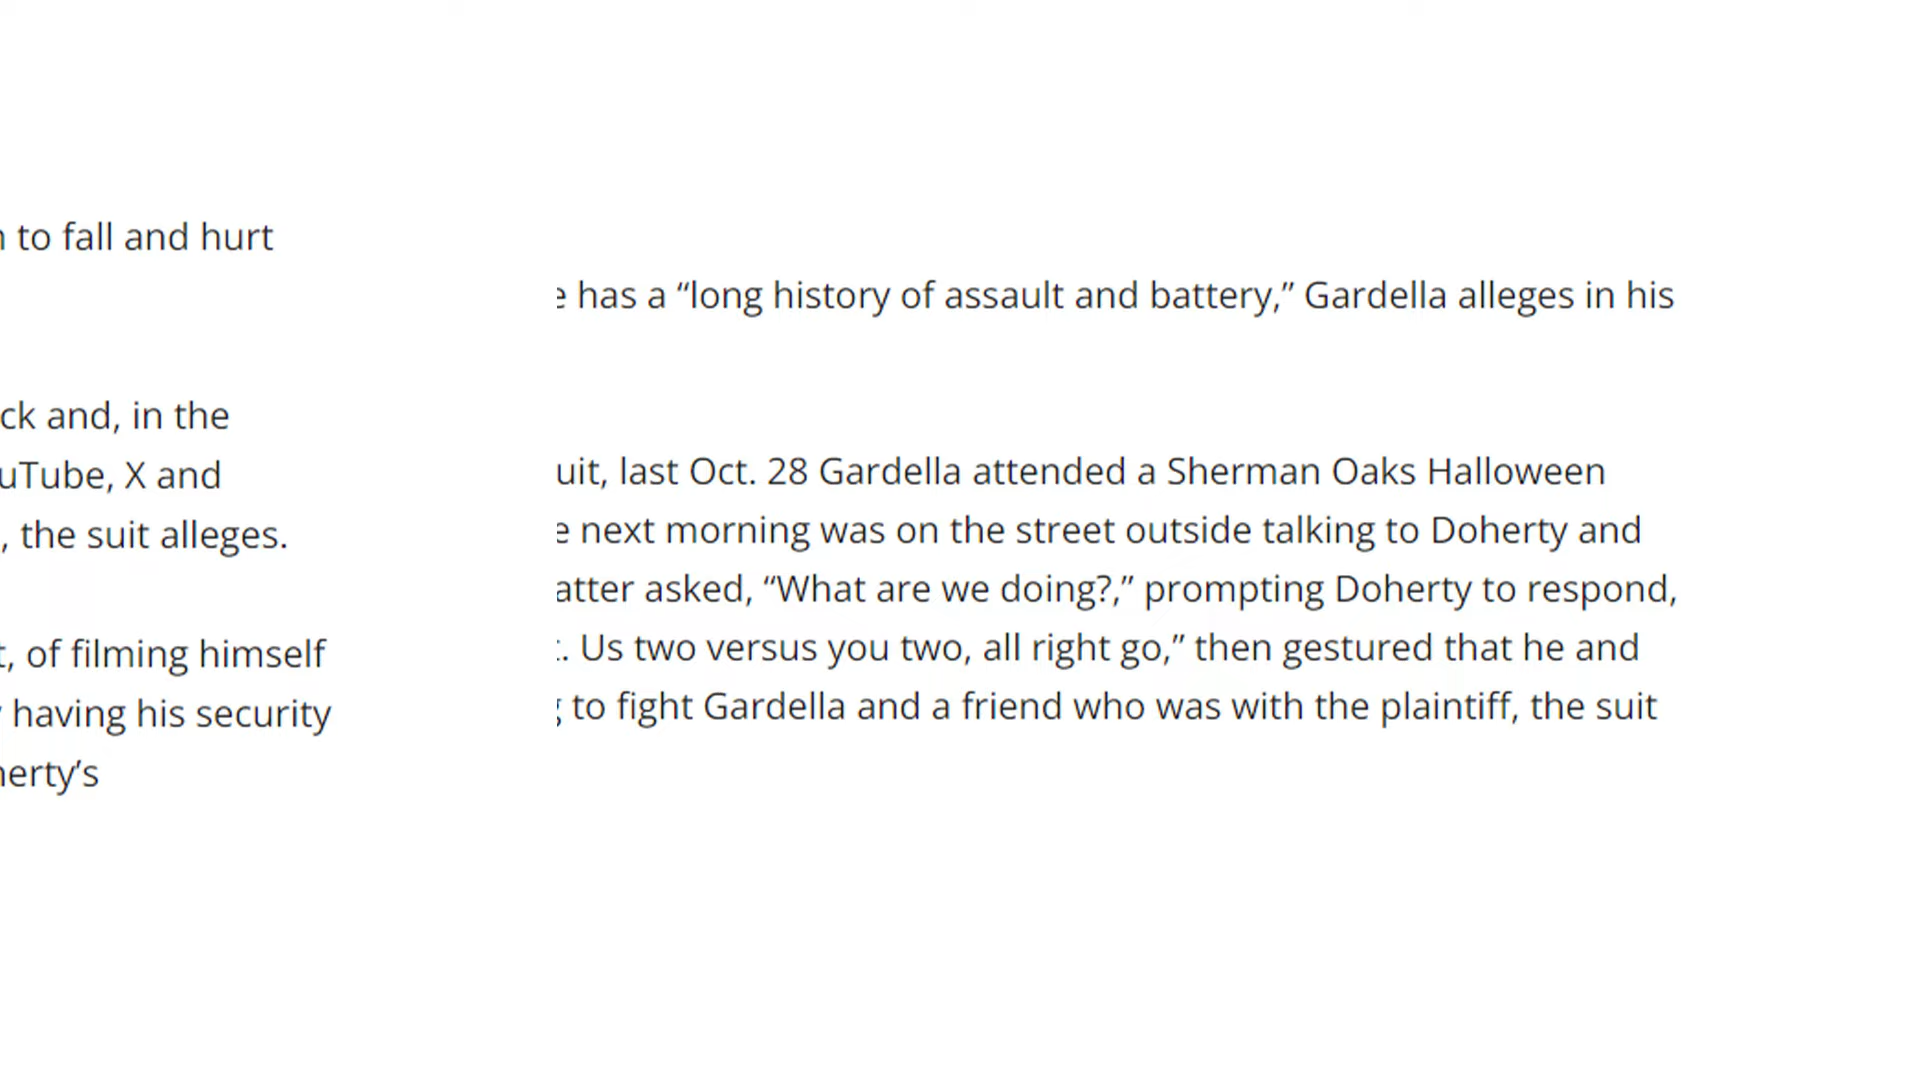 to fall and hurt
ck and, in the
uTube, X and
, the suit alleges.
, of filming himself
having his security
erty’s
has a “long history of assault and battery,” Gardella alleges in his
uit, last Oct. 28 Gardella attended a Sherman Oaks Halloween
e next morning was on the street outside talking to Doherty and
atter asked, “What are we doing?,” prompting Doherty to respond,
. Us two versus you two, all right go,” then gestured that he and
to fight Gardella and a friend who was with the plaintiff, the suit